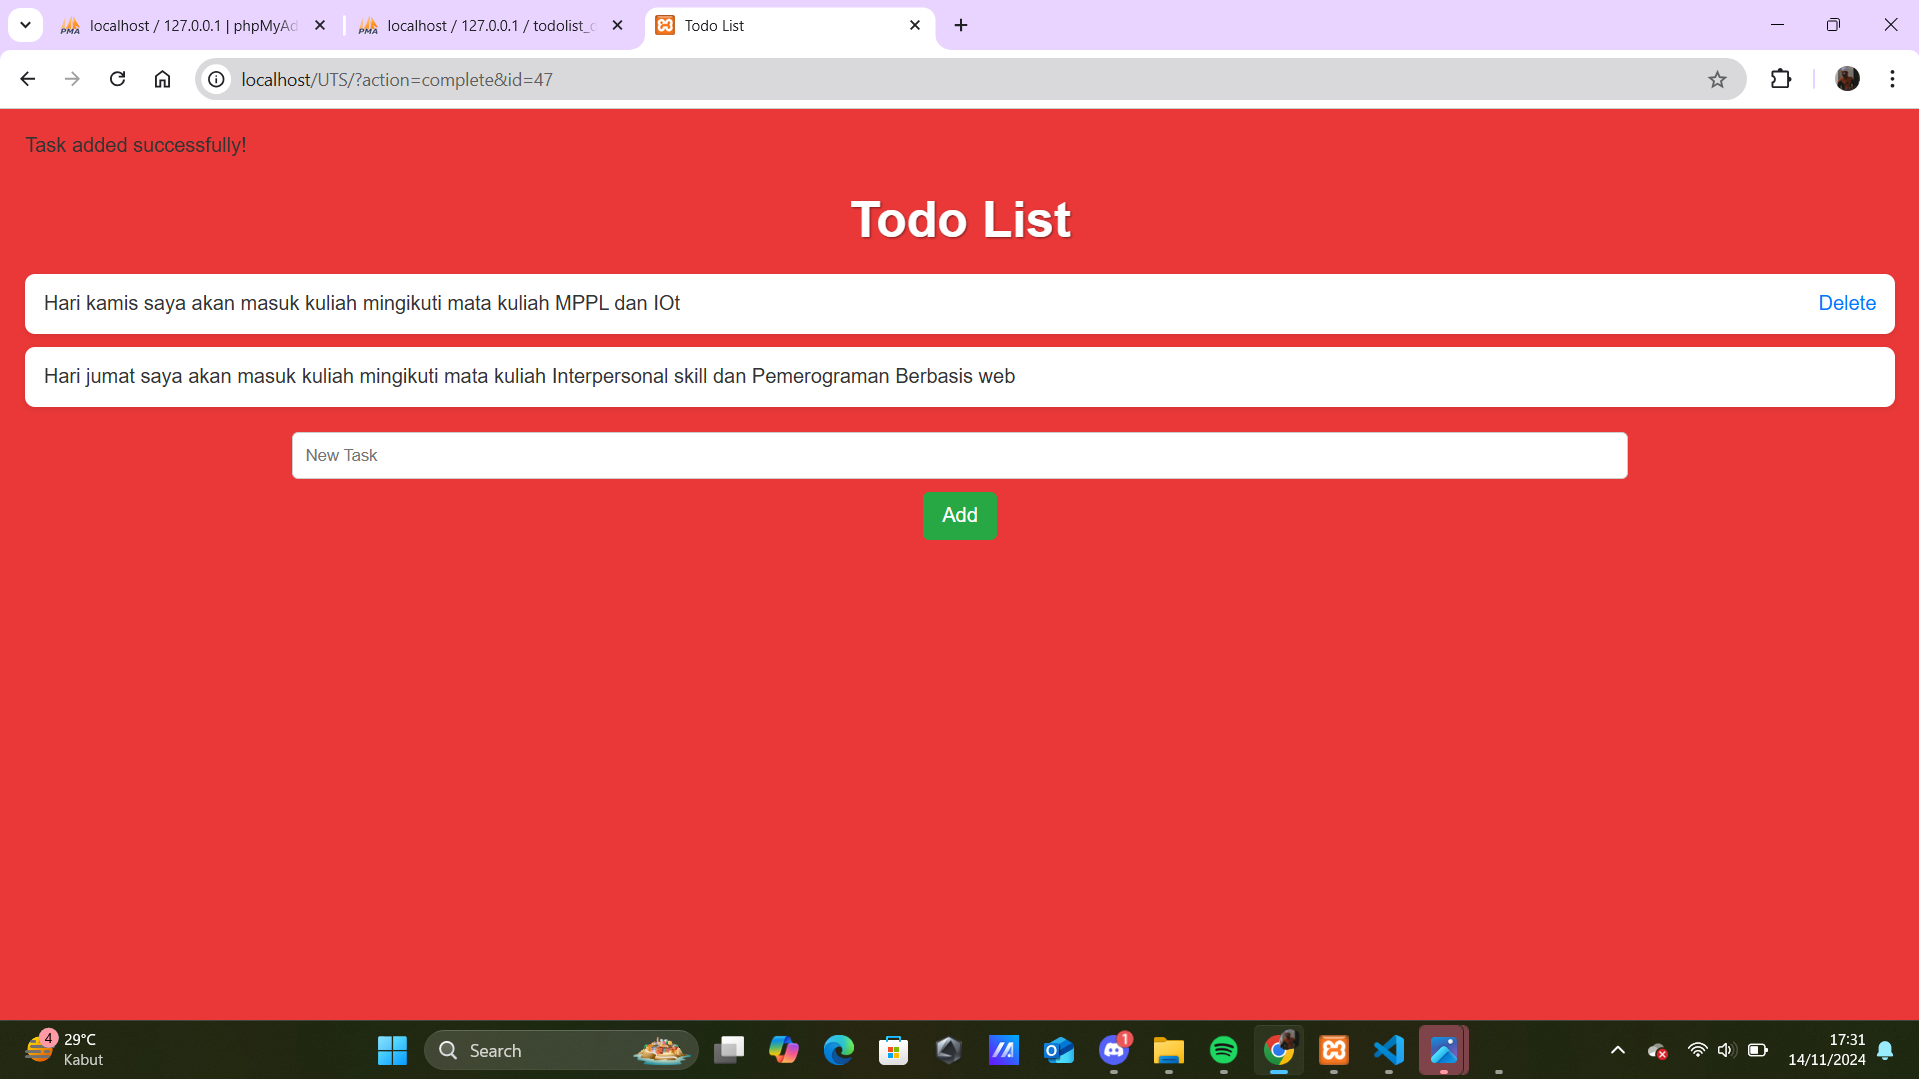 localhost / 127.0.0.1 | phpMyAd
localhost / 127.0.0.1 / todolist_c
Todo List
localhost/UTS/?action=complete&id=47
Task added successfully!
Todo List
Hari kamis saya akan masuk kuliah mingikuti mata kuliah MPPL dan IOt
Delete
Hari jumat saya akan masuk kuliah mingikuti mata kuliah Interpersonal skill dan Pemerograman Berbasis web
New Task
Add
4
29°C
Kabut
Search
1
17:31
14/11/2024